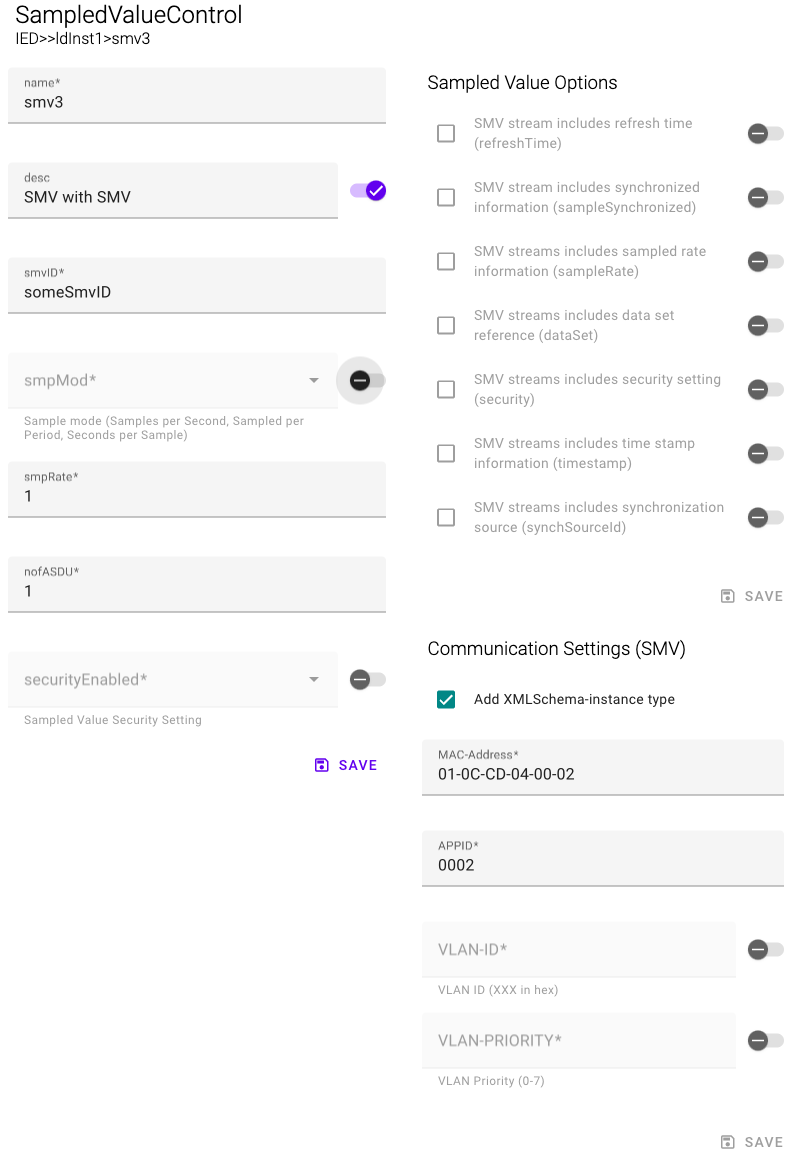 SampledValueControl
IED>>ldInst1>smv3
name*
smv3
desc
SMV with SMV
smvID*
someSmvID
smpMod*
Sample mode (Samples per Second, Sampled per
Period, Seconds per Sample)
smpRate*
1
nofASDU*
1
securityEnabled*
Sampled Value Security Setting
SAVE
Sampled Value Options
SMV stream includes refresh time
(refreshTime)
SMV stream includes synchronized
information (sampleSynchronized)
SMV streams includes sampled rate
information (sampleRate)
SMV streams includes data set
reference (dataSet)
SMV streams includes security setting
(security)
SMV streams includes time stamp
information (timestamp)
SMV streams includes synchronization
source (synchSourceId)
SAVE
Communication Settings (SMV)
Add XMLSchema-instance type
MAC-Address*
01-0C-CD-04-00-02
APPID*
0002
VLAN-ID*
VLAN ID (XXX in hex)
VLAN-PRIORITY*
VLAN Priority (0-7)
SAVE